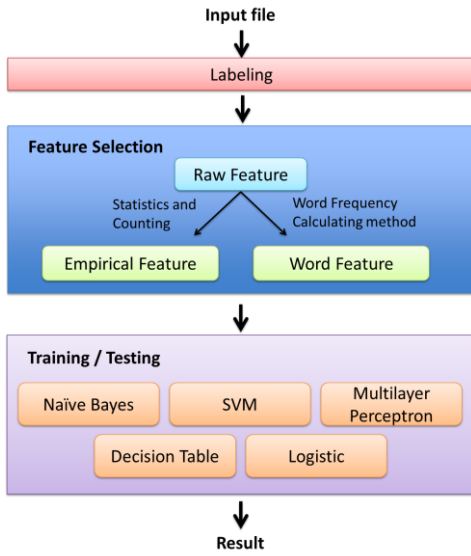 Input file
Labeling
Feature Selection
Raw Feature
Statistics and
Counting
Word Frequency
Calculating method
Empirical Feature
Word Feature
Training / Testing
Naïve Bayes
SVM
Multilayer
Perceptron
Decision Table
Logistic
Result